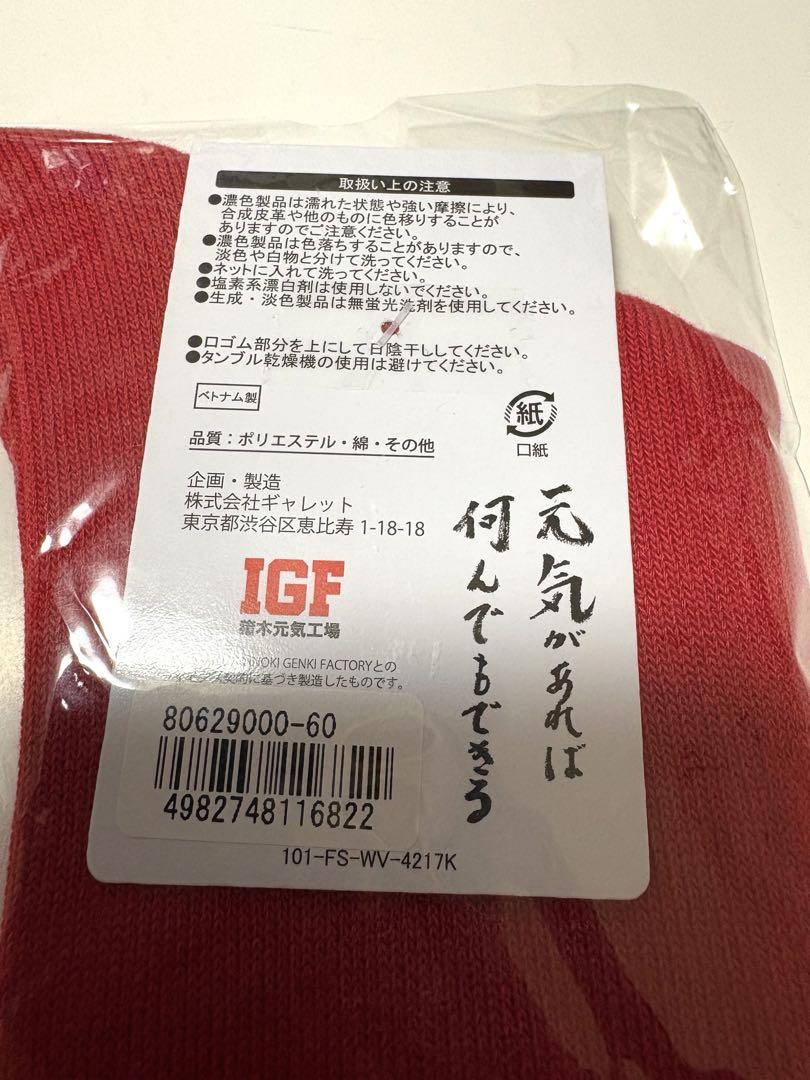 取扱い上の注意
●濃色製品は濡れた状態や強い摩擦により、
合成皮革や他のものに色移りすることが
ありますのでご注意ください。
●濃色製品は色落ちすることがありますので、
淡色や白物と分けて洗ってください。
●ネットに入れて洗ってください。
●塩素系漂白剤は使用しないでください。
●生成・淡色製品は無蛍光洗剤を使用してください。
●口ゴム部分を上にして日陰干ししてください。
●タンブル乾燥機の使用は避けてください。
ベトナム製
紙
口紙
品質：ポリエステル・綿・その他
企画・製造
株式会社ギャレット
東京都渋谷区恵比寿 1-18-18
元気があれば
何んでもできる
IGF
猪木元気工場
INOKI GENKI FACTORYとの
に基づき製造したものです。
80629000-60
4982748116822
101-FS-WV-4217K